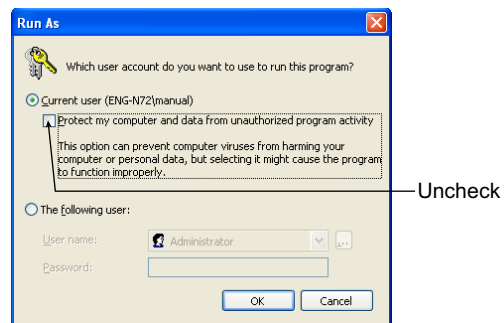 Run As
Which user account do you want to use to run this program?
Current user (ENG-N72\manual)
Protect my computer and data from unauthorized program activity
This option can prevent computer viruses from harming your
computer or personal data, but selecting it might cause the program
to function improperly.
Uncheck
The following user:
User name:
Administrator
...
Password:
OK
Cancel